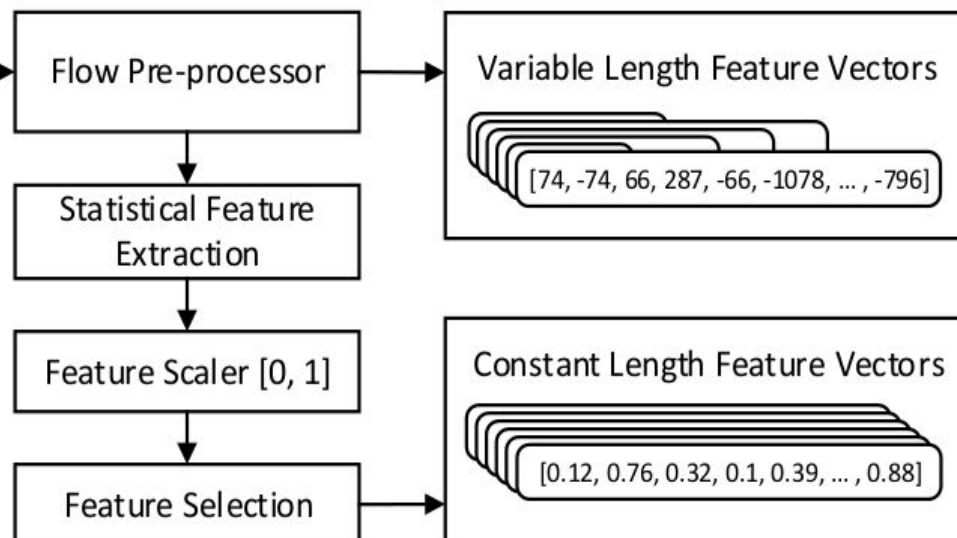 Flow Pre-processor
Variable Length Feature Vectors
[74, -74, 66, 287, -66, -1078, ... , -796]
Statistical Feature
Extraction
Feature Scaler [0, 1]
Constant Length Feature Vectors
[0.12, 0.76, 0.32, 0.1, 0.39, ... , 0.88]
Feature Selection